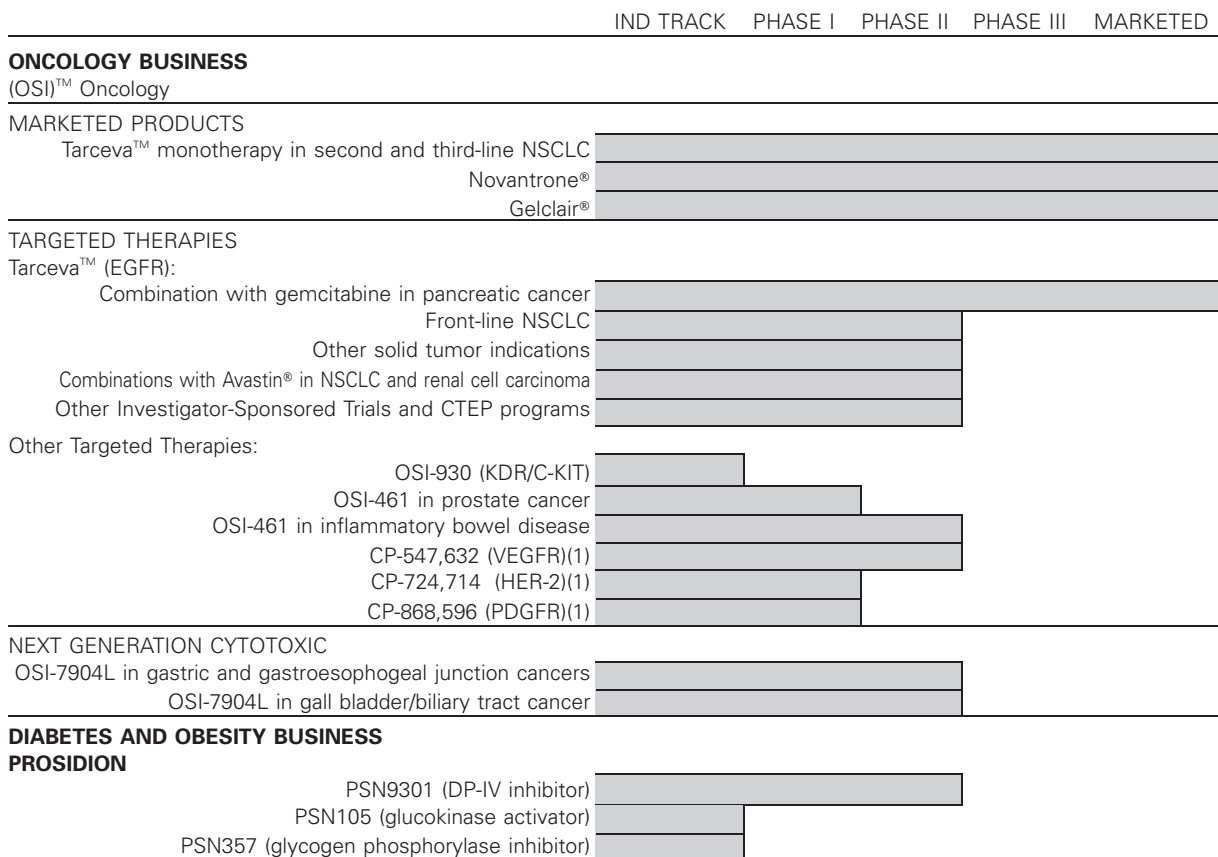 IND TRACK PHASE I PHASE II PHASE III MARKETED
ONCOLOGY BUSINESS
(OSI)™ Oncology
MARKETED PRODUCTS
Tarceva™ monotherapy in second and third-line NSCLC
Novantrone®
Gelclair®
TARGETED THERAPIES
Tarceva™ (EGFR):
Combination with gemcitabine in pancreatic cancer
Front-line NSCLC
Other solid tumor indications
Combinations with Avastin® in NSCLC and renal cell carcinoma
Other Investigator-Sponsored Trials and CTEP programs
Other Targeted Therapies:
OSI-930 (KDR/C-KIT)
OSI-461 in prostate cancer
OSI-461 in inflammatory bowel disease
CP-547,632 (VEGFR)(1)
CP-724,714 (HER-2)(1)
CP-868,596 (PDGFR)(1)
NEXT GENERATION CYTOTOXIC
OSI-7904L in gastric and gastroesophogeal junction cancers
OSI-7904L in gall bladder/biliary tract cancer
DIABETES AND OBESITY BUSINESS
PROSIDION
PSN9301 (DP-IV inhibitor)
PSN105 (glucokinase activator)
PSN357 (glycogen phosphorylase inhibitor)